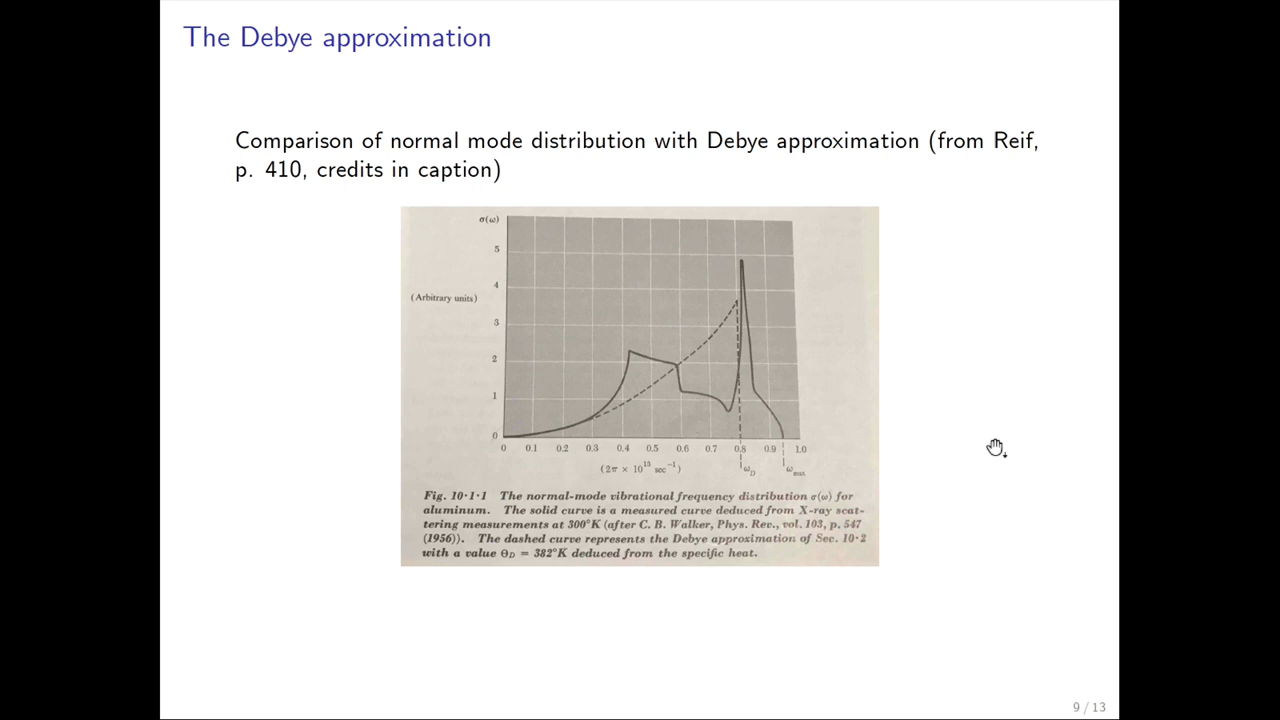 The Debye approximation
Comparison of normal mode distribution with Debye approximation (from Reif,
p. 410, credits in caption)
σ(ω)
5
4
(Arbitrary units)
3
2
1
0
0 0.1 0.2 0.3 0.4 0.5 0.6 0.7 0.8 0.9 1.0
(2π × 10¹³ sec⁻¹) ω_D ω_max
Fig. 10·1·1 The normal-mode vibrational frequency distribution σ(ω) for
aluminum. The solid curve is a measured curve deduced from X-ray scat-
tering measurements at 300°K (after C. B. Walker, Phys. Rev., vol. 103, p. 547
(1956)). The dashed curve represents the Debye approximation of Sec. 10·2
with a value Θ_D = 382°K deduced from the specific heat.
9 / 13